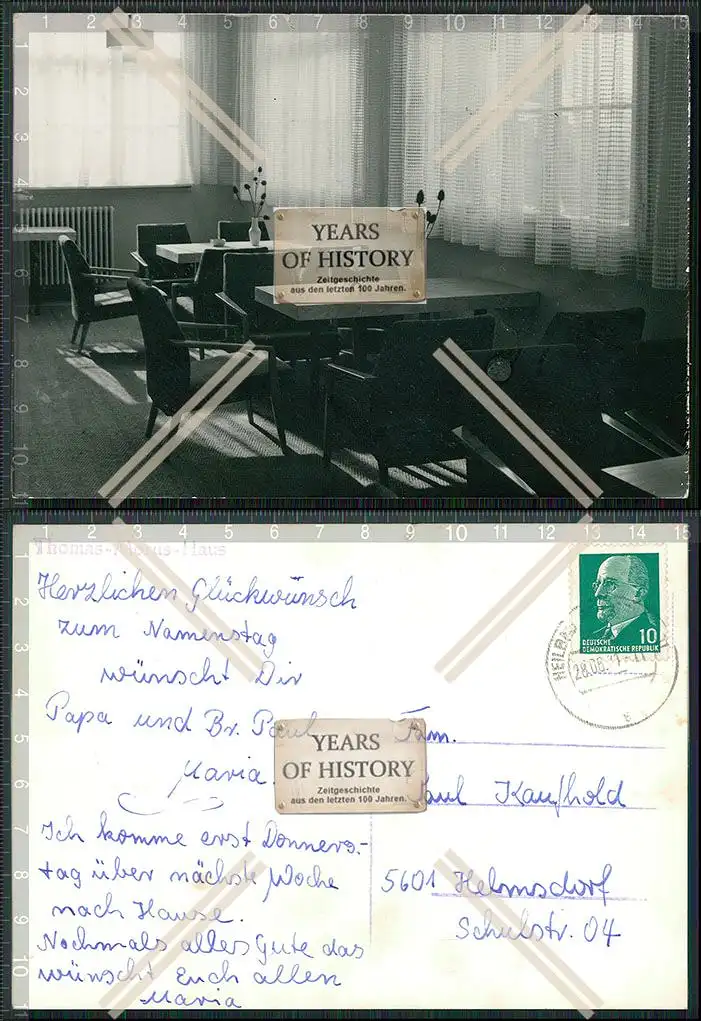 YEARS
OF HISTORY
Zeitgeschichte
aus den letzten 100 Jahren.
Thomas- -Haus
Herzlichen Glückwünsch
zum Namenstag
wünscht Dir
Papa und Br. Paul
Maria.
Ich komme erst Donners-
tag über nächste Woche
nach Hause.
Nochmals alles Gute das
wünscht Euch allen
Maria
DEUTSCHE
DEMOKRATISCHE REPUBLIK
10
28.06.
Fam.
Paul Kaufhold
5601 Helmsdorf
Schulstr. 04
YEARS
OF HISTORY
Zeitgeschichte
aus den letzten 100 Jahren.